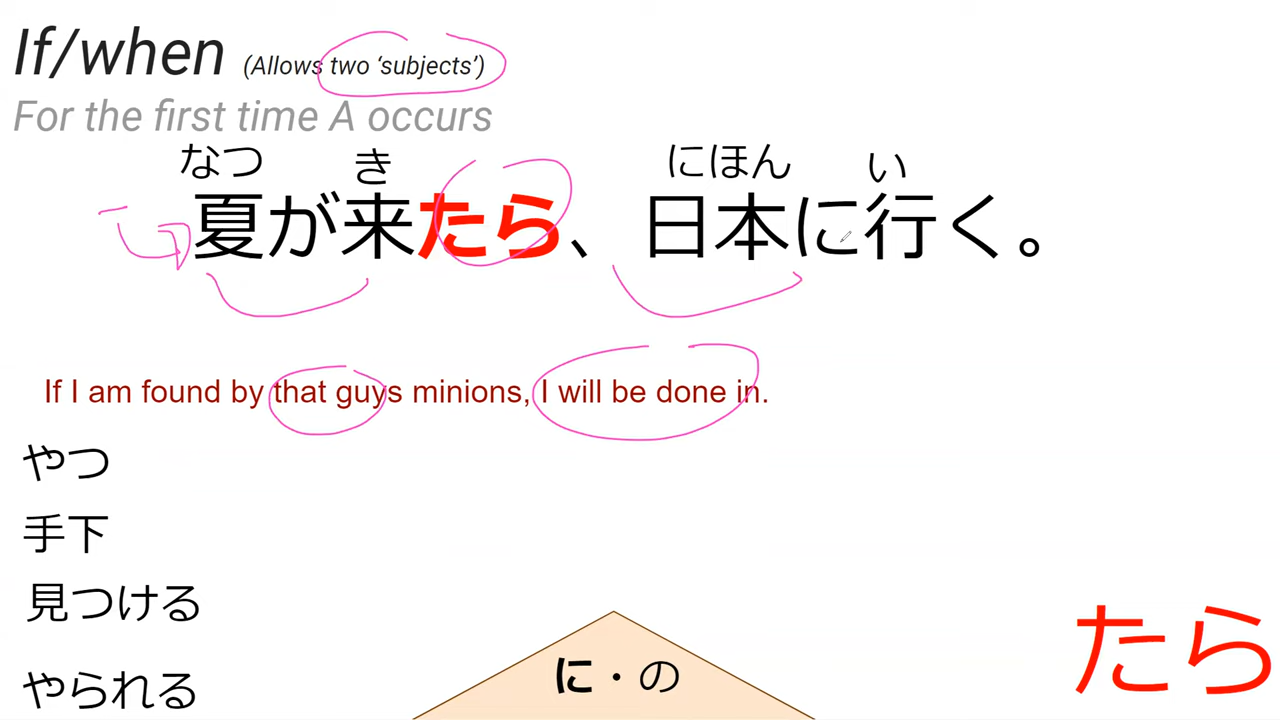 If/when (Allows two ‘subjects’)
For the first time A occurs
なつ き にほん い
夏が来たら、日本に行く。
If I am found by that guys minions, I will be done in.
やつ
手下
見つける
やられる
に・の
たら